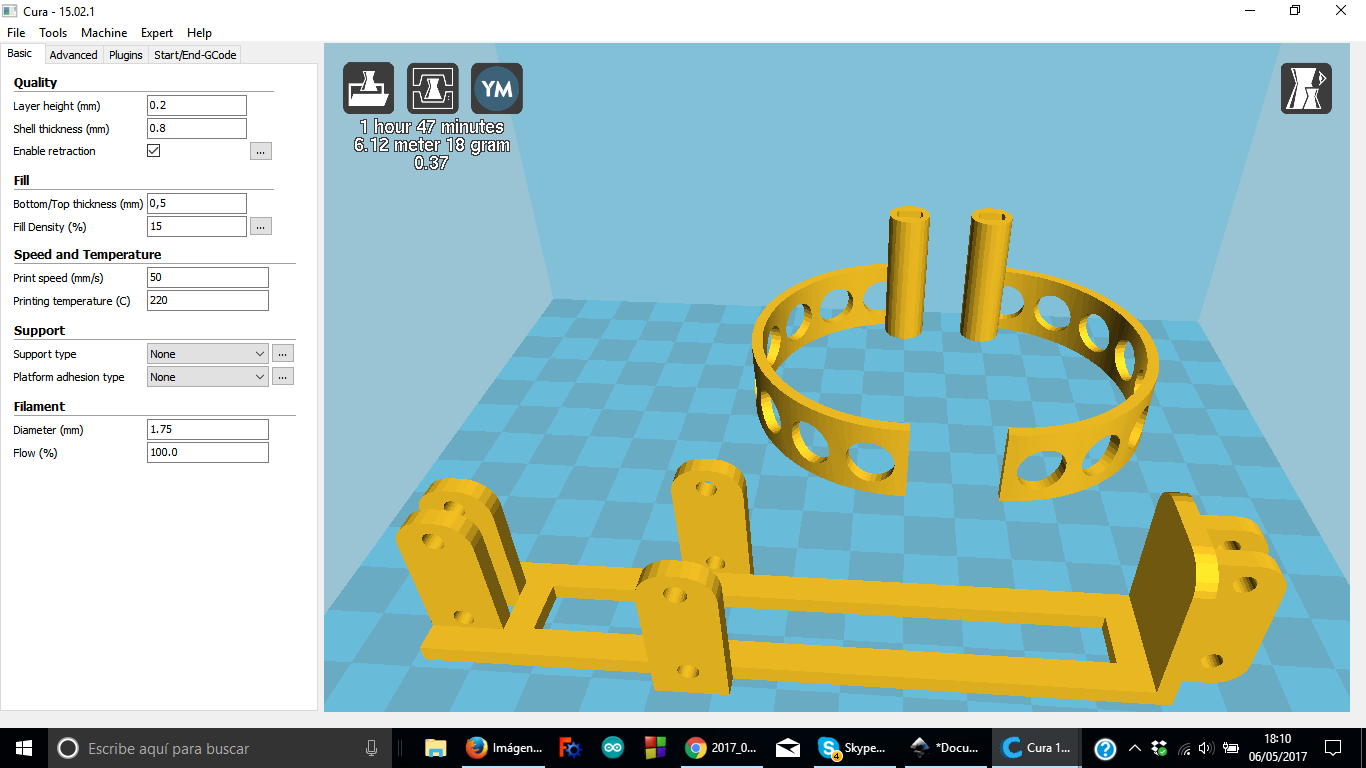 Cura - 15.02.1
File Tools Machine Expert Help
Basic Advanced Plugins Start/End-GCode
Quality
Layer height (mm) 0.2
Shell thickness (mm) 0.8
Enable retraction ...
Fill
Bottom/Top thickness (mm) 0,5
Fill Density (%) 15 ...
Speed and Temperature
Print speed (mm/s) 50
Printing temperature (C) 220
Support
Support type None ...
Platform adhesion type None ...
Filament
Diameter (mm) 1.75
Flow (%) 100.0
YM
1 hour 47 minutes
6.12 meter 18 gram
0.37
Escribe aquí para buscar
Imágen...
2017_0...
4
Skype...
*Docu...
Cura 1...
18:10
06/05/2017